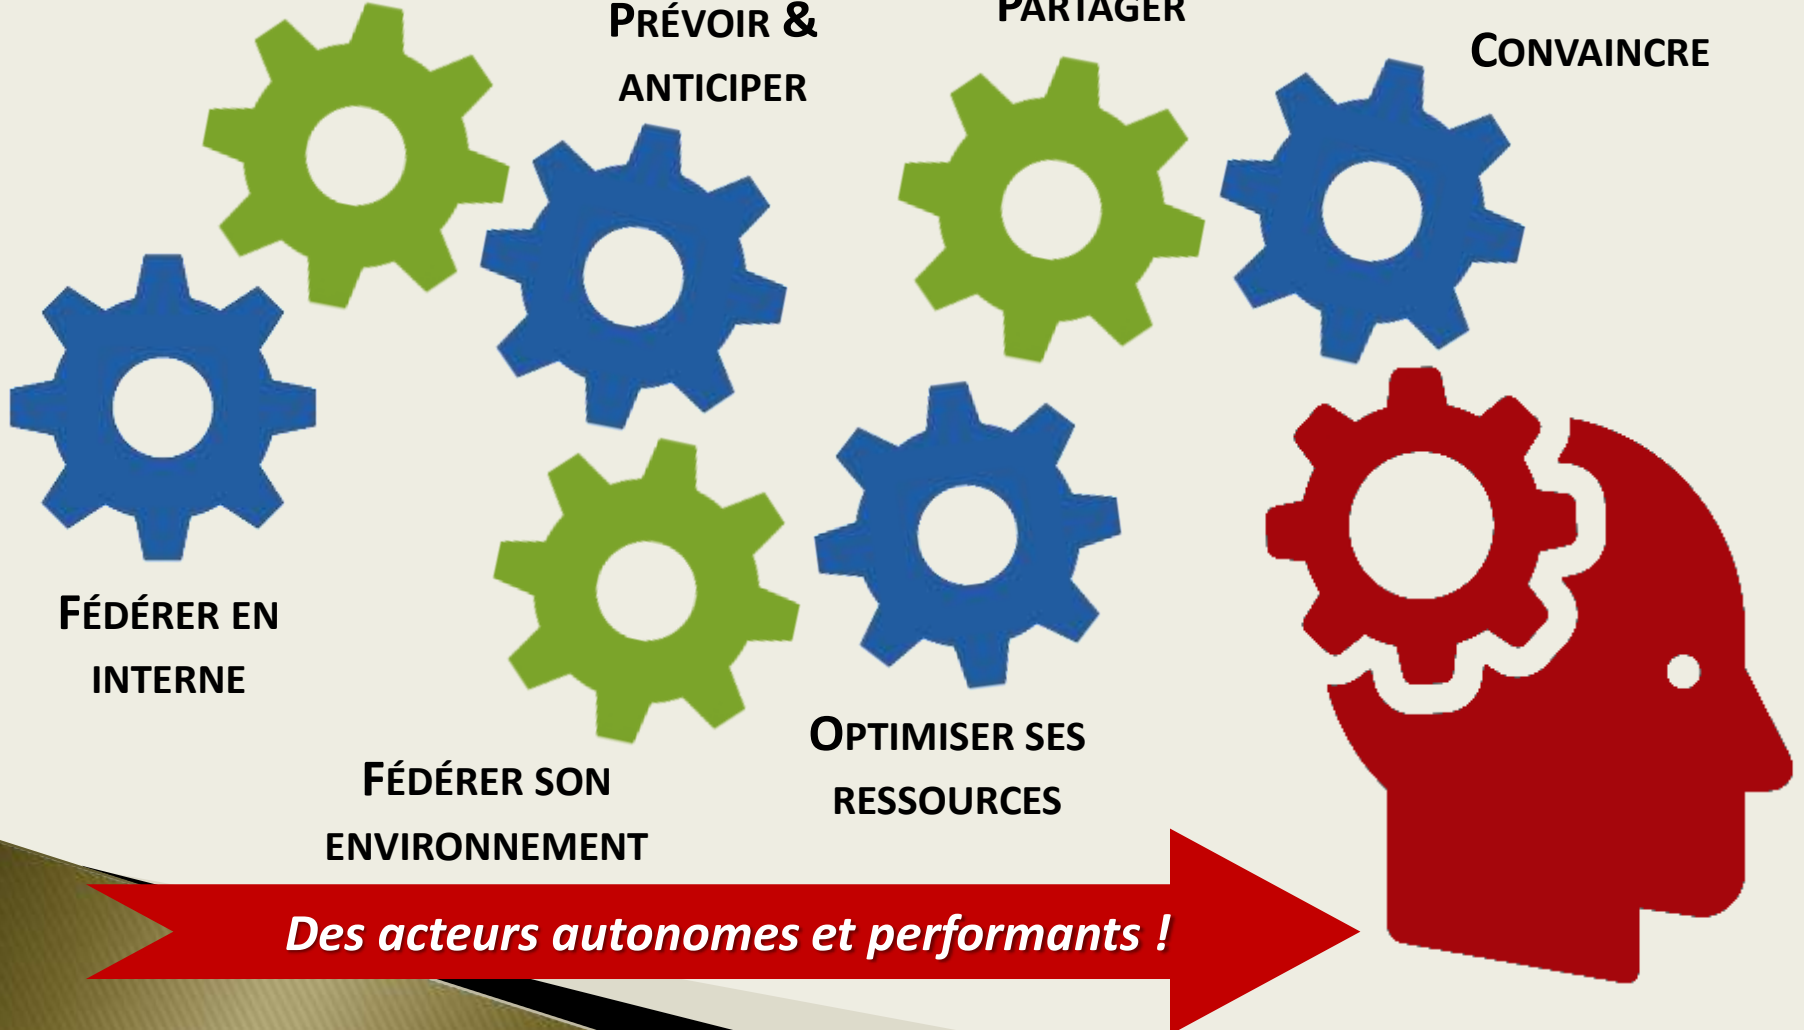 PRÉVOIR &
ANTICIPER
PARTAGER
CONVAINCRE
FÉDÉRER EN
INTERNE
FÉDÉRER SON
ENVIRONNEMENT
OPTIMISER SES
RESSOURCES
Des acteurs autonomes et performants !